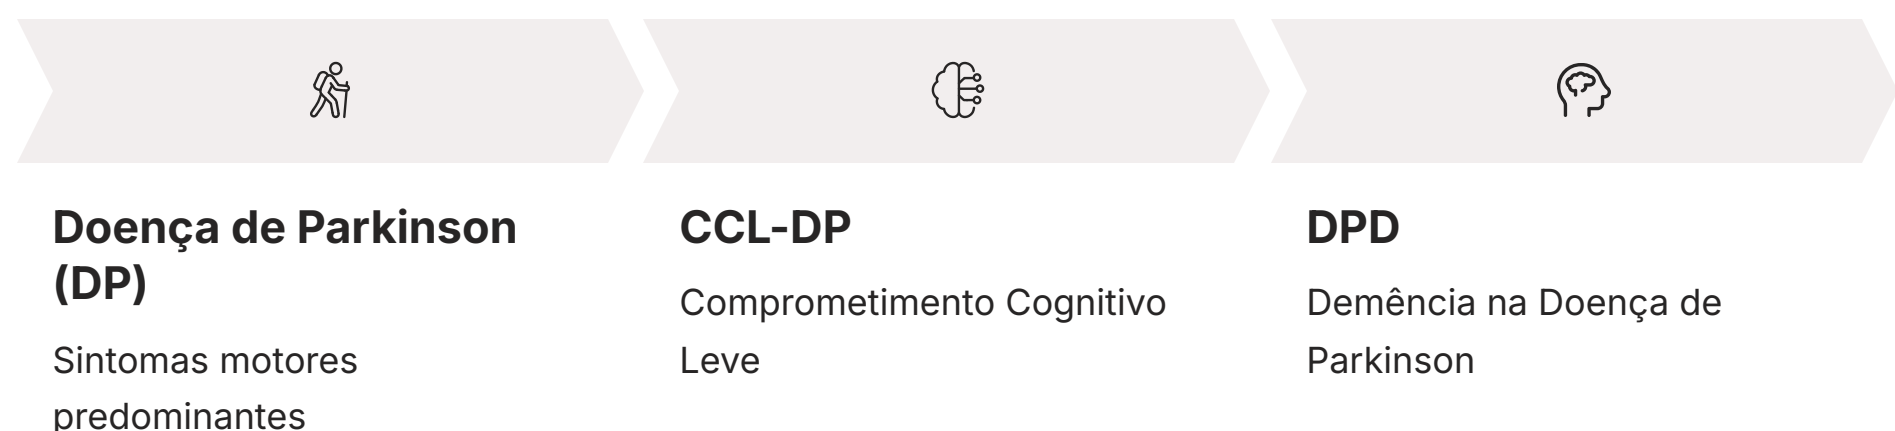 Doença de Parkinson
(DP)
Sintomas motores
predominantes
CCL-DP
Comprometimento Cognitivo
Leve
DPD
Demência na Doença de
Parkinson